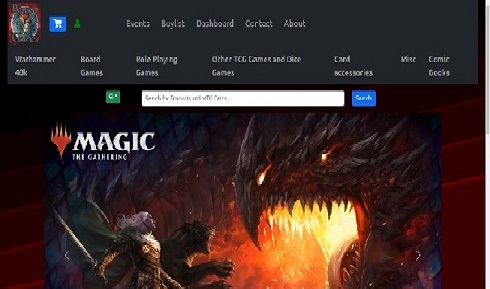 Events Buylist Dashboard Contact About
Warhammer 40k
Board Games
Role Playing Games
Other TCG Games and Dice Games
Card accessories
Misc
Comic Books
Search for Products and MTG Cards
Search
MAGIC
THE GATHERING